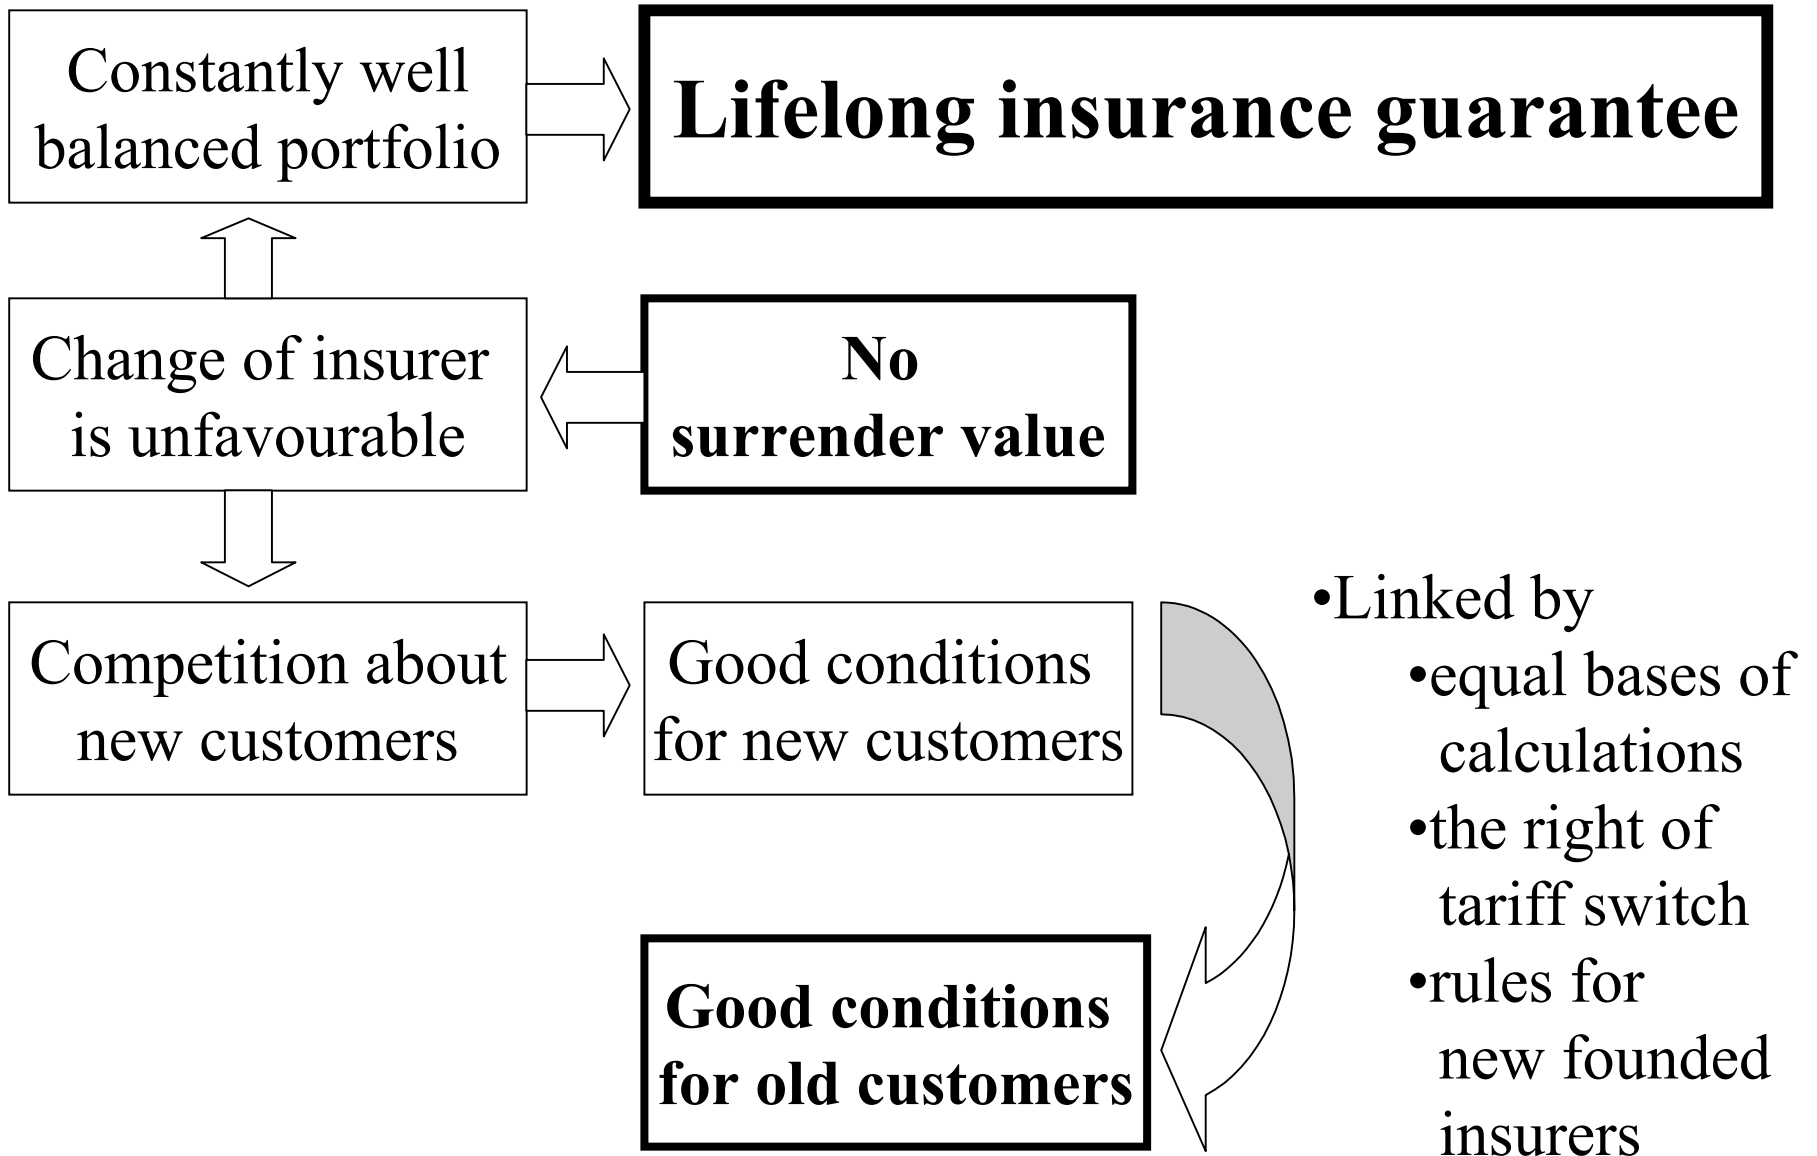 Constantly well
balanced portfolio
Lifelong insurance guarantee
Change of insurer
is unfavourable
No
surrender value
Competition about
new customers
Good conditions
for new customers
•Linked by
•equal bases of
calculations
•the right of
tariff switch
•rules for
new founded
insurers
Good conditions
for old customers